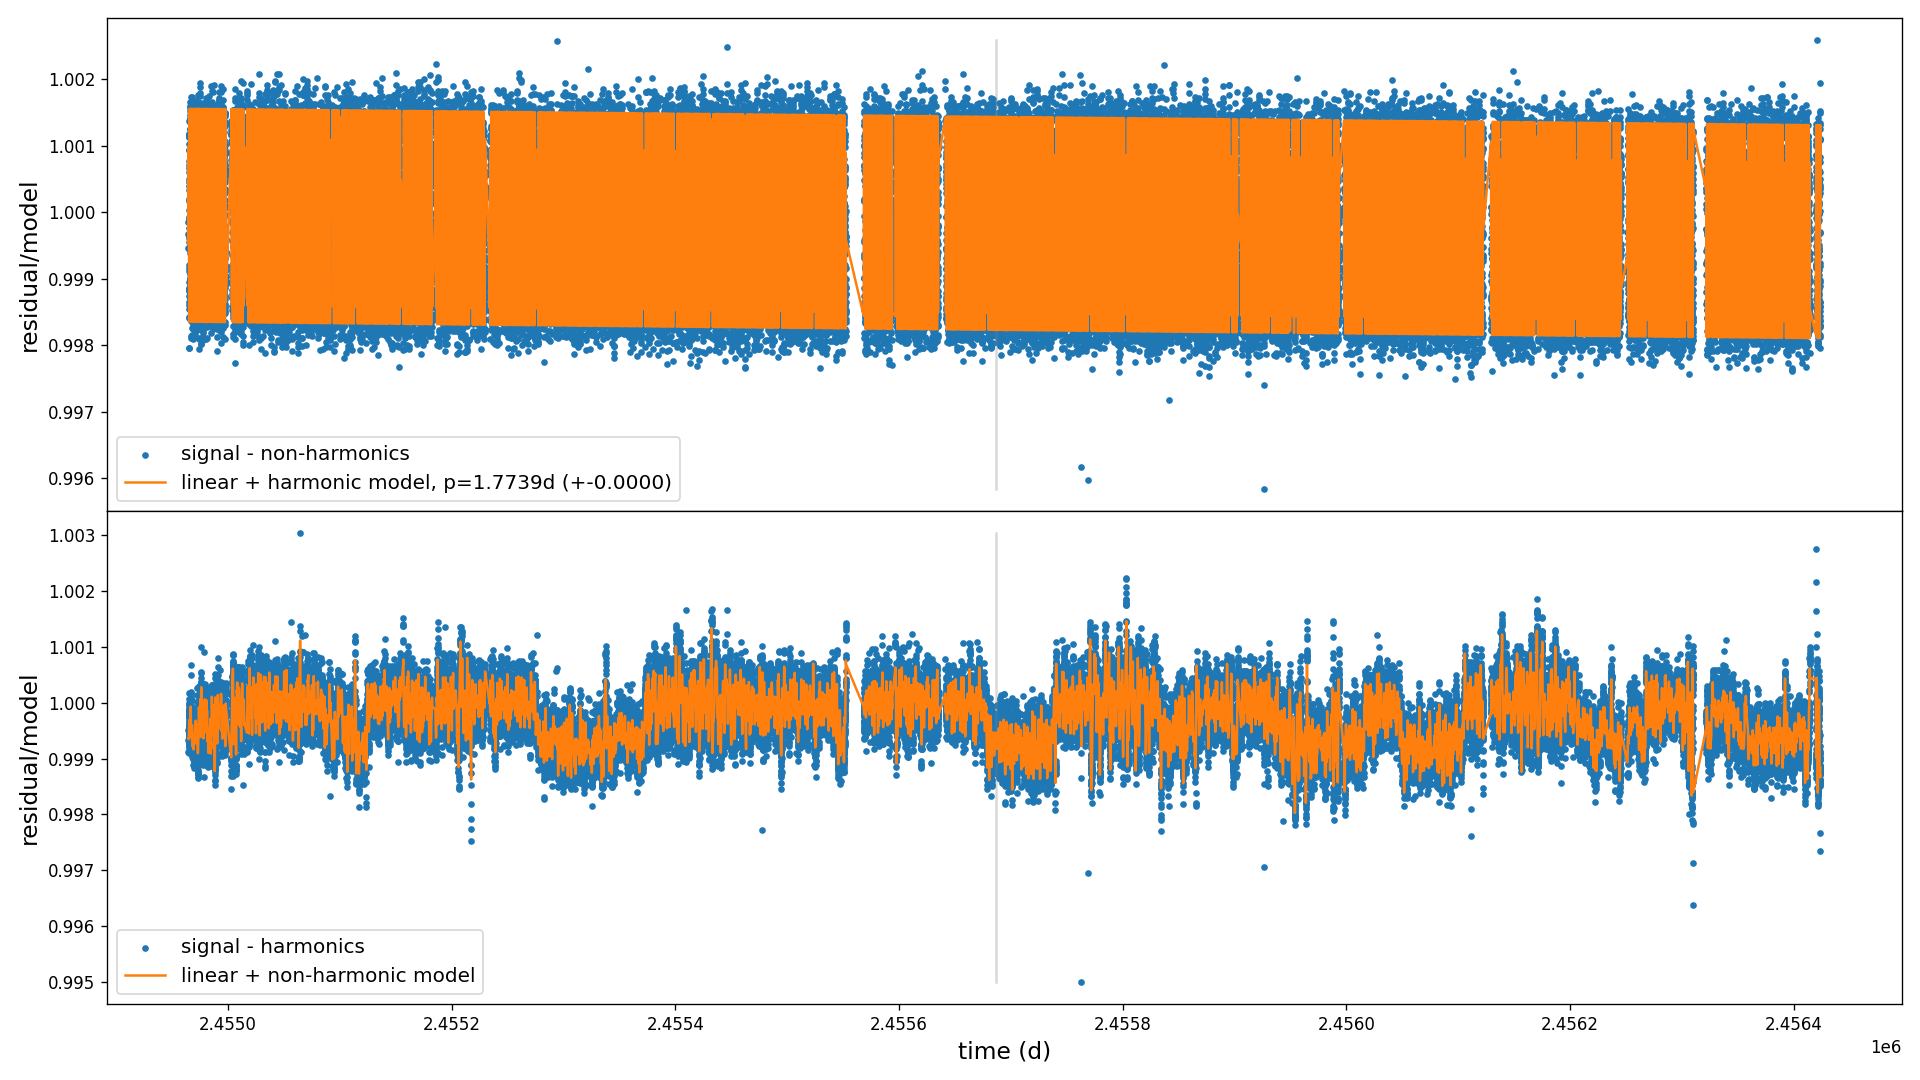 1.002
1.001
1.000
0.999
0.998
0.997
0.996
residual/model
signal - non-harmonics
linear + harmonic model, p=1.7739d (+-0.0000)
1.003
1.002
1.001
1.000
0.999
0.998
0.997
0.996
0.995
residual/model
signal - harmonics
linear + non-harmonic model
2.4550 2.4552 2.4554 2.4556 2.4558 2.4560 2.4562 2.4564
1e6
time (d)